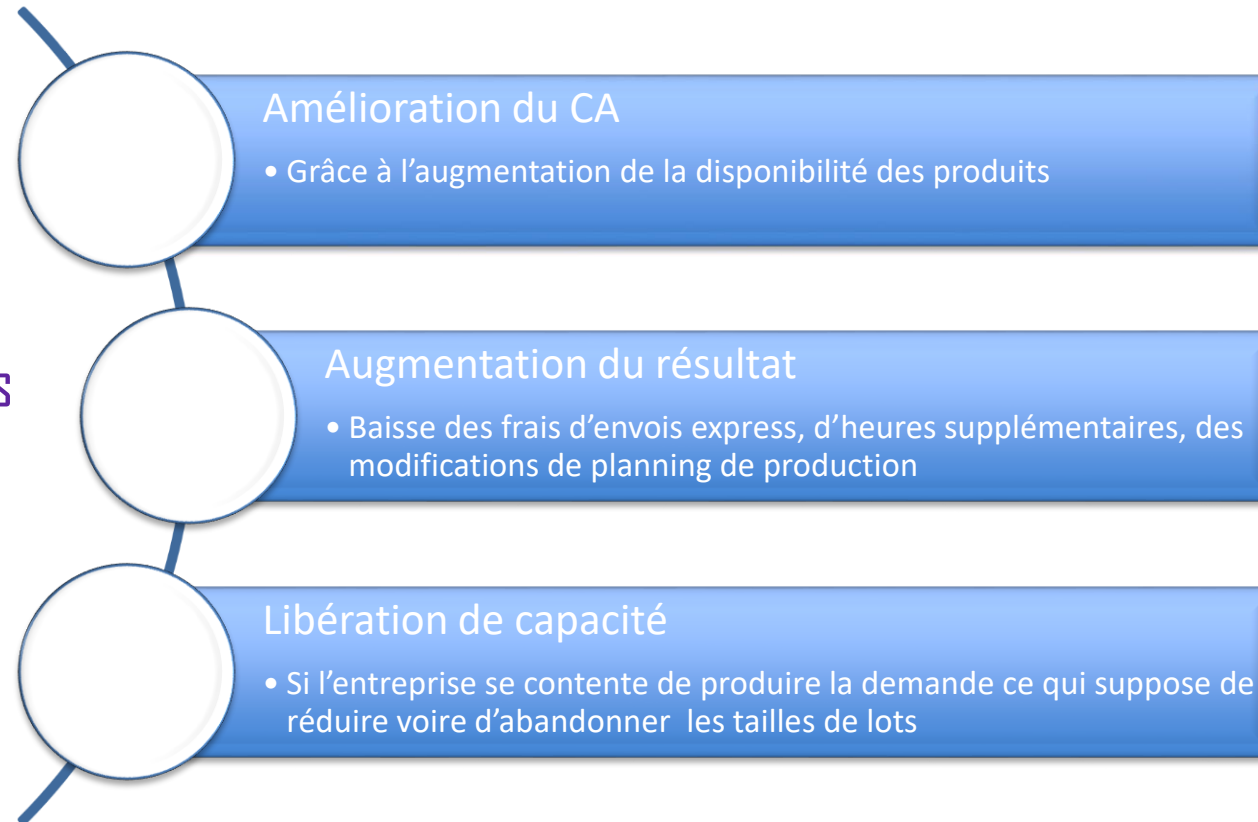 Amélioration du CA
• Grâce à l’augmentation de la disponibilité des produits
Augmentation du résultat
• Baisse des frais d’envois express, d’heures supplémentaires, des
modifications de planning de production
Libération de capacité
• Si l’entreprise se contente de produire la demande ce qui suppose de
réduire voire d’abandonner  les tailles de lots